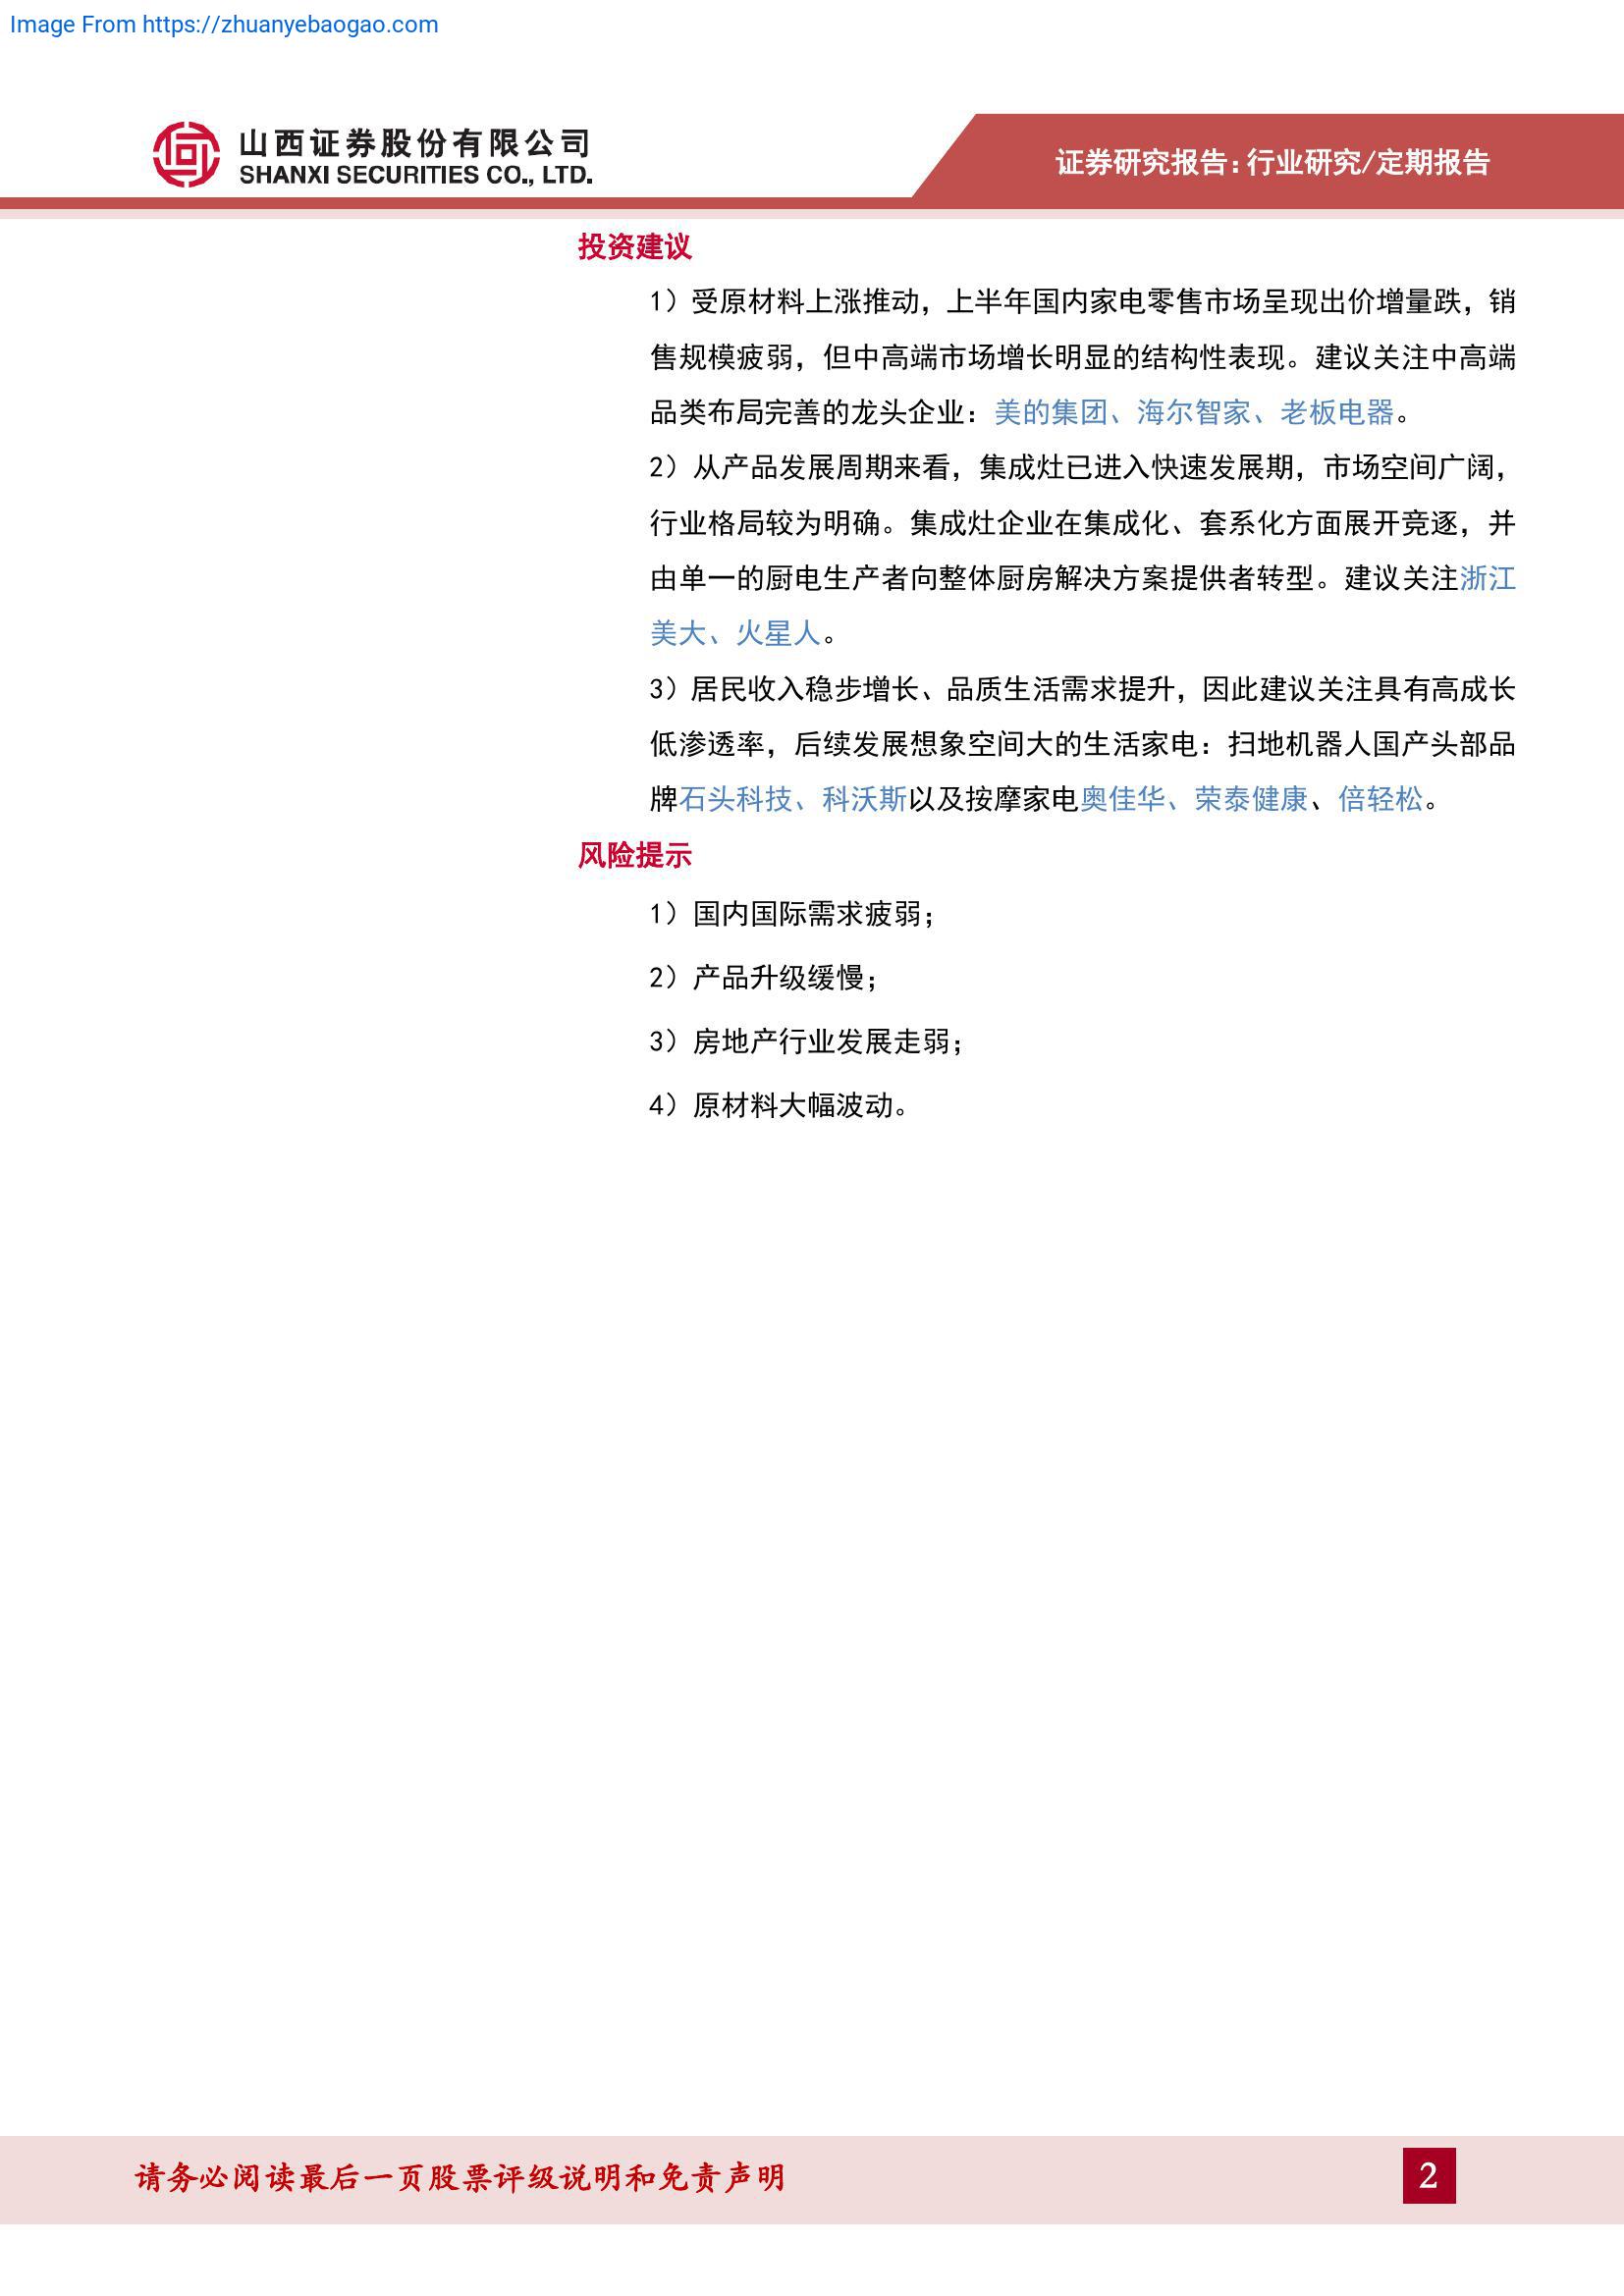 Image From https://zhuanyebaogao.com
山西证券股份有限公司
SHANXI SECURITIES CO., LTD.
证券研究报告:行业研究/定期报告
投资建议
1）受原材料上涨推动，上半年国内家电零售市场呈现出价增量跌，销
售规模疲弱，但中高端市场增长明显的结构性表现。建议关注中高端
品类布局完善的龙头企业：美的集团、海尔智家、老板电器。
2）从产品发展周期来看，集成灶已进入快速发展期，市场空间广阔，
行业格局较为明确。集成灶企业在集成化、套系化方面展开竞逐，并
由单一的厨电生产者向整体厨房解决方案提供者转型。建议关注浙江
美大、火星人。
3）居民收入稳步增长、品质生活需求提升，因此建议关注具有高成长
低渗透率，后续发展想象空间大的生活家电：扫地机器人国产头部品
牌石头科技、科沃斯以及按摩家电奥佳华、荣泰健康、倍轻松。
风险提示
1）国内国际需求疲弱；
2）产品升级缓慢；
3）房地产行业发展走弱；
4）原材料大幅波动。
请务必阅读最后一页股票评级说明和免责声明
2